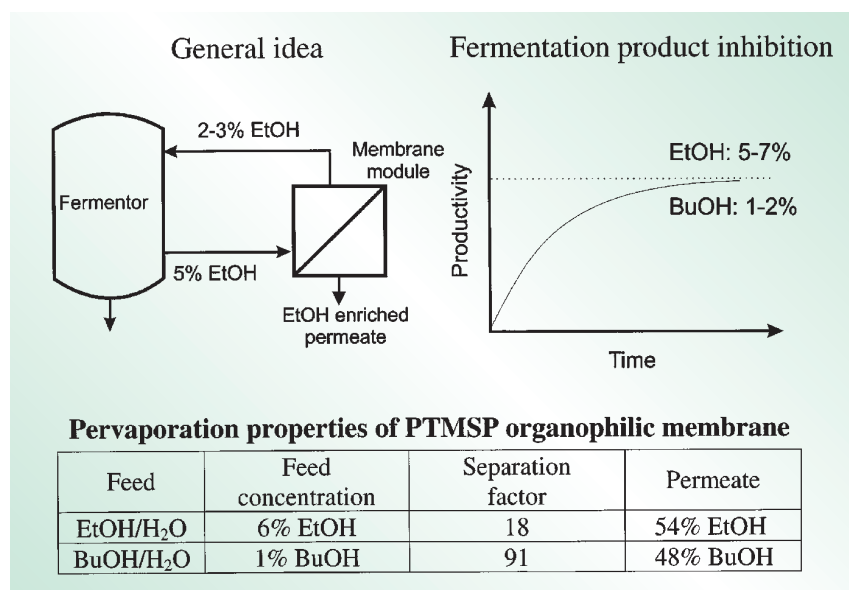 General idea
Fermentation product inhibition
2-3% EtOH
Membrane
module
Fermentor
5% EtOH
EtOH enriched
permeate
Productivity
EtOH: 5-7%
BuOH: 1-2%
Time
Pervaporation properties of PTMSP organophilic membrane
Feed
Feed
concentration
Separation
factor
Permeate
EtOH/H₂O 6% EtOH 18 54% EtOH
BuOH/H₂O 1% BuOH 91 48% BuOH